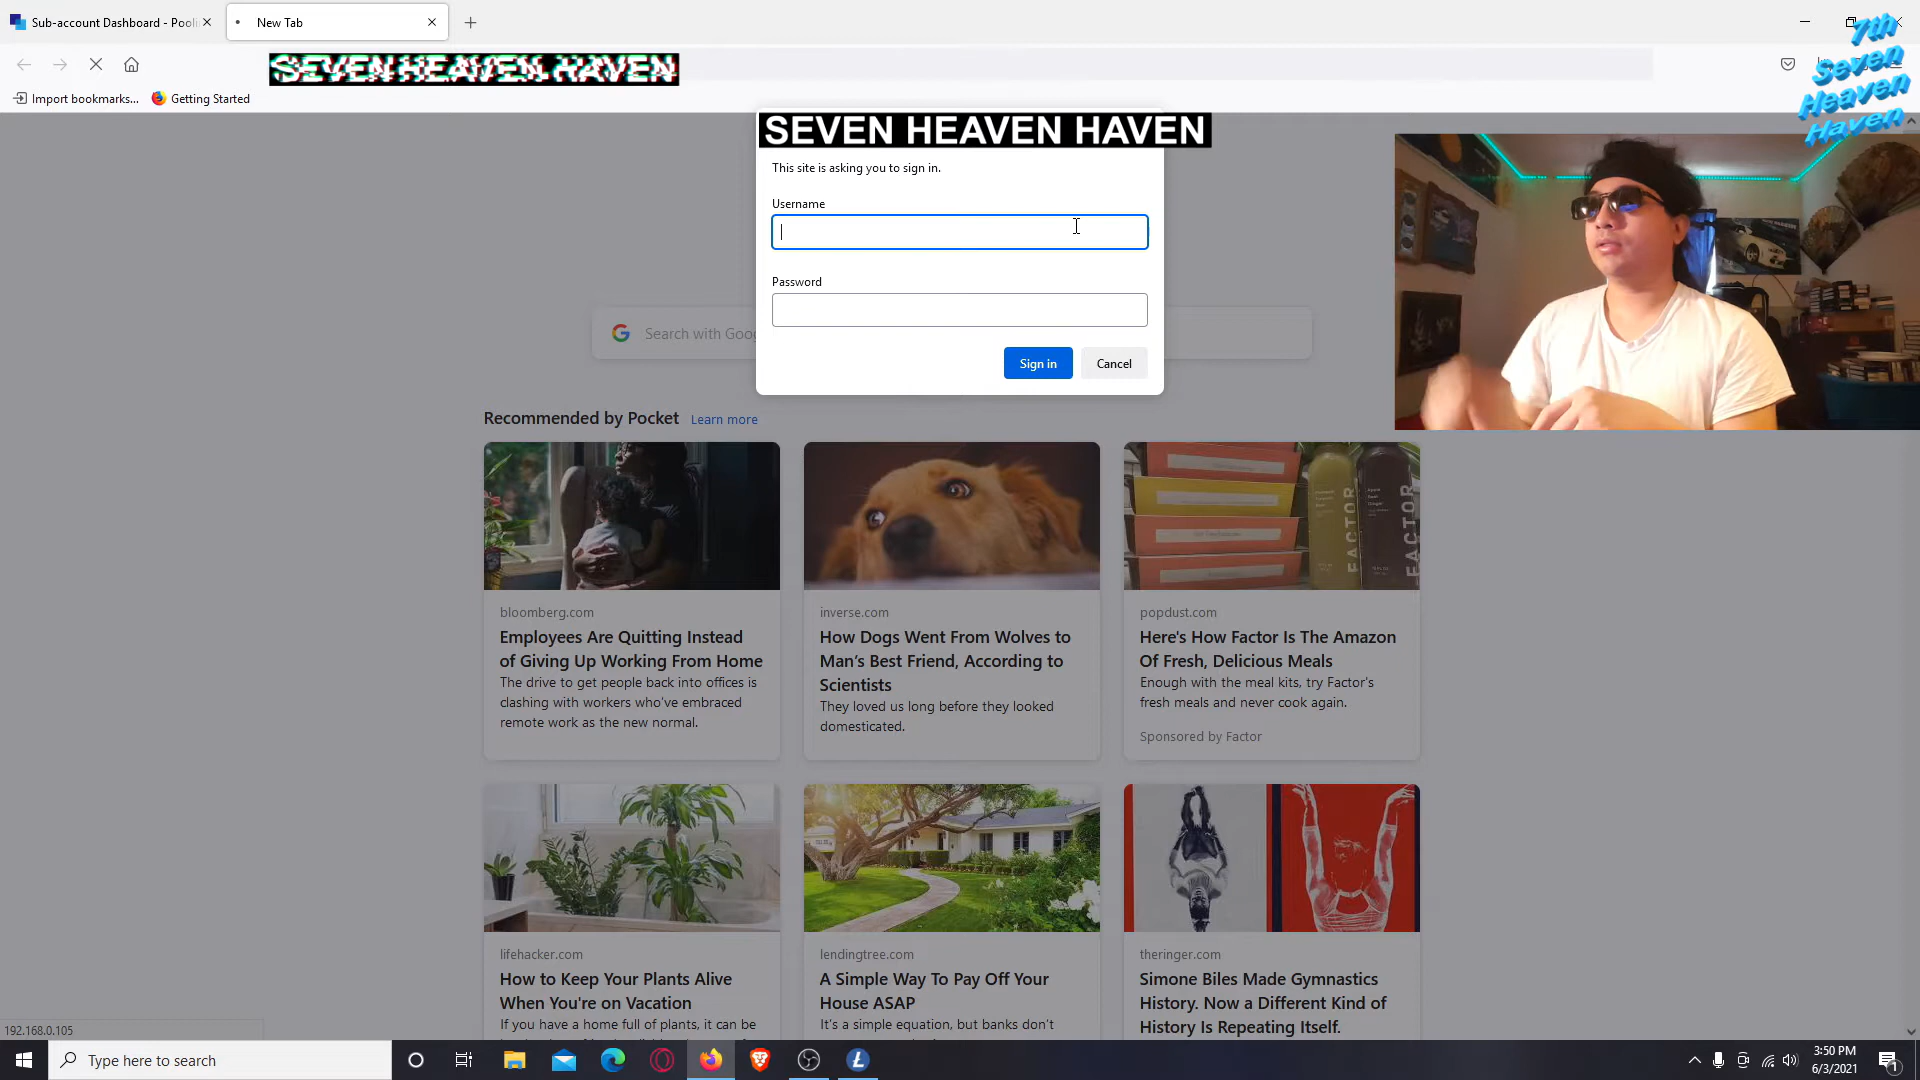 Sub-account Dashboard - Pooli
New Tab
SEVEN HEAVEN HAVEN
7th
Seven
Heaven
Haven
Import bookmarks...
Getting Started
SEVEN HEAVEN HAVEN
This site is asking you to sign in.
Username
Password
Sign in
Cancel
Search with Goo
Recommended by Pocket
Learn more
FACTOR
FACTOR
bloomberg.com
Employees Are Quitting Instead
of Giving Up Working From Home
The drive to get people back into offices is
clashing with workers who've embraced
remote work as the new normal.
inverse.com
How Dogs Went From Wolves to
Man's Best Friend, According to
Scientists
They loved us long before they looked
domesticated.
popdust.com
Here's How Factor Is The Amazon
Of Fresh, Delicious Meals
Enough with the meal kits, try Factor's
fresh meals and never cook again.
Sponsored by Factor
lifehacker.com
How to Keep Your Plants Alive
When You're on Vacation
If you have a home full of plants, it can be
lendingtree.com
A Simple Way To Pay Off Your
House ASAP
It's a simple equation, but banks don't
theringer.com
Simone Biles Made Gymnastics
History. Now a Different Kind of
History Is Repeating Itself.
192.168.0.105
Type here to search
3:50 PM
6/3/2021
1